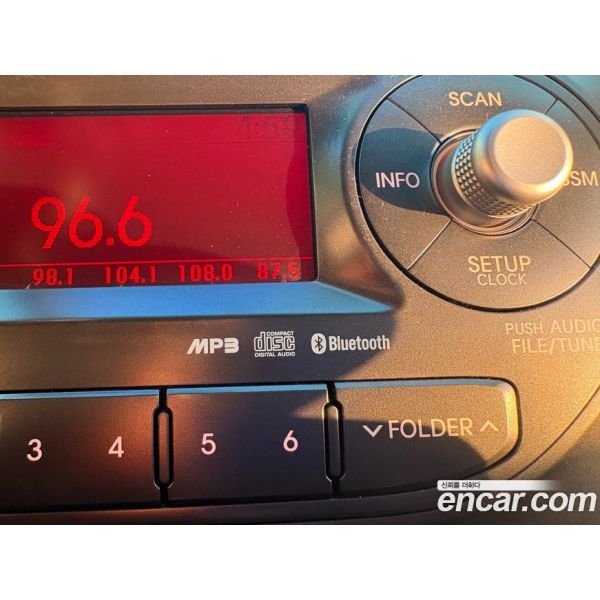 SCAN
INFO
SETUP
CLOCK
96.6
98.1 104.1 108.0 87.5
MP3 COMPACT disc DIGITAL AUDIO Bluetooth
PUSH AUDIO
FILE/TUNE
3 4 5 6 FOLDER
신뢰를 더하다
encar.com